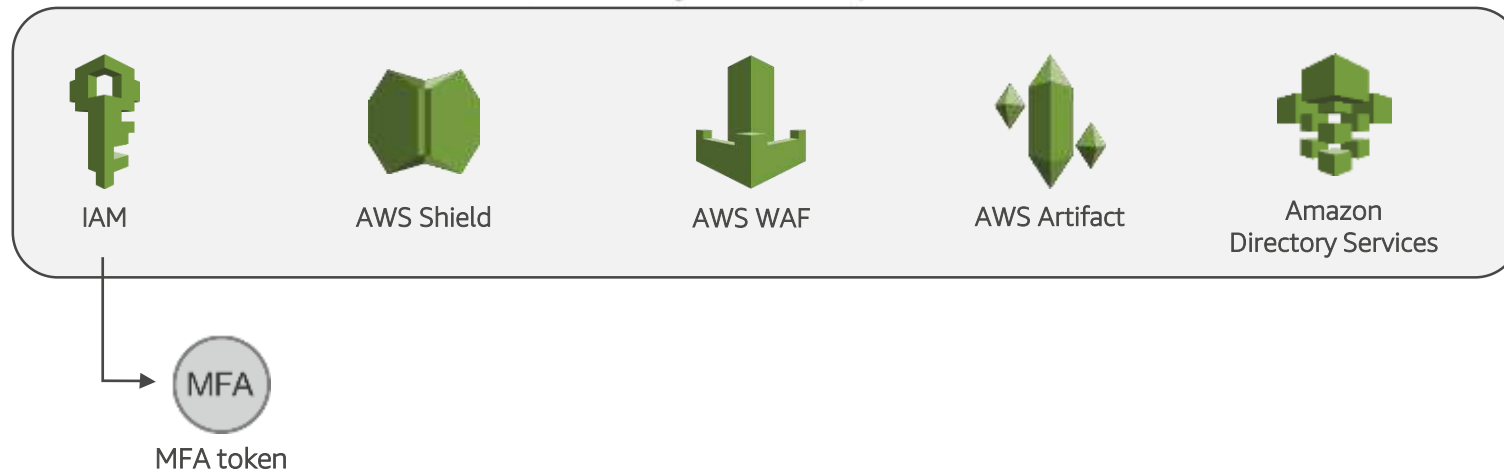 IAM
AWS Shield
AWS WAF
AWS Artifact
Amazon
Directory Services
MFA
MFA token